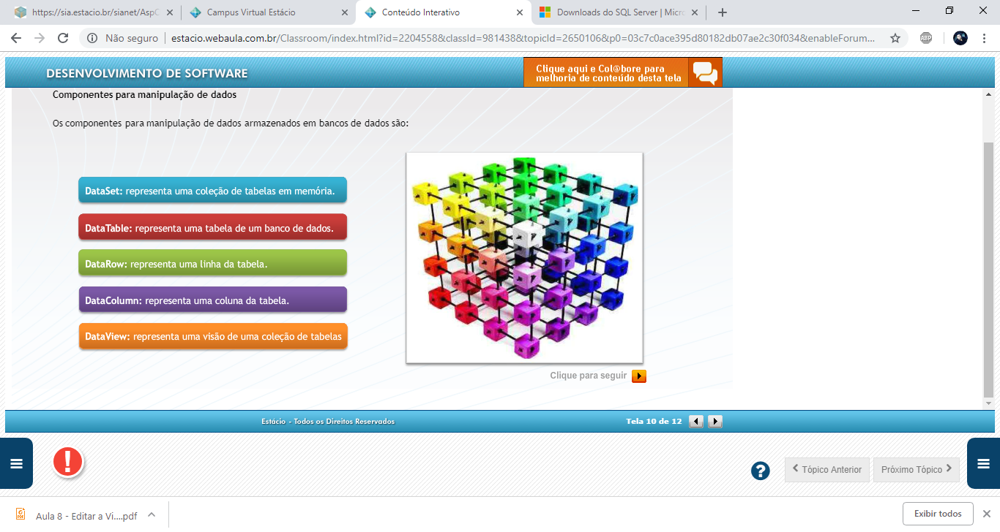 https://sia.estacio.br/sianet/AspC
Campus Virtual Estácio
Conteúdo Interativo
Downloads do SQL Server | Micro
Não seguro
estacio.webaula.com.br/Classroom/index.html?id=2204558&classId=981438&topicId=2650106&p0=03c7c0ace395d80182db07ae2c30f034&enableForum...
ABP
DESENVOLVIMENTO DE SOFTWARE
Clique aqui e Col@bore para
melhoria de conteúdo desta tela
Componentes para manipulação de dados
Os componentes para manipulação de dados armazenados em bancos de dados são:
DataSet: representa uma coleção de tabelas em memória.
DataTable: representa uma tabela de um banco de dados.
DataRow: representa uma linha da tabela.
DataColumn: representa uma coluna da tabela.
DataView: representa uma visão de uma coleção de tabelas
Clique para seguir
Estácio - Todos os Direitos Reservados
Tela 10 de 12
Tópico Anterior
Próximo Tópico
Aula 8 - Editar a Vi....pdf
Exibir todos